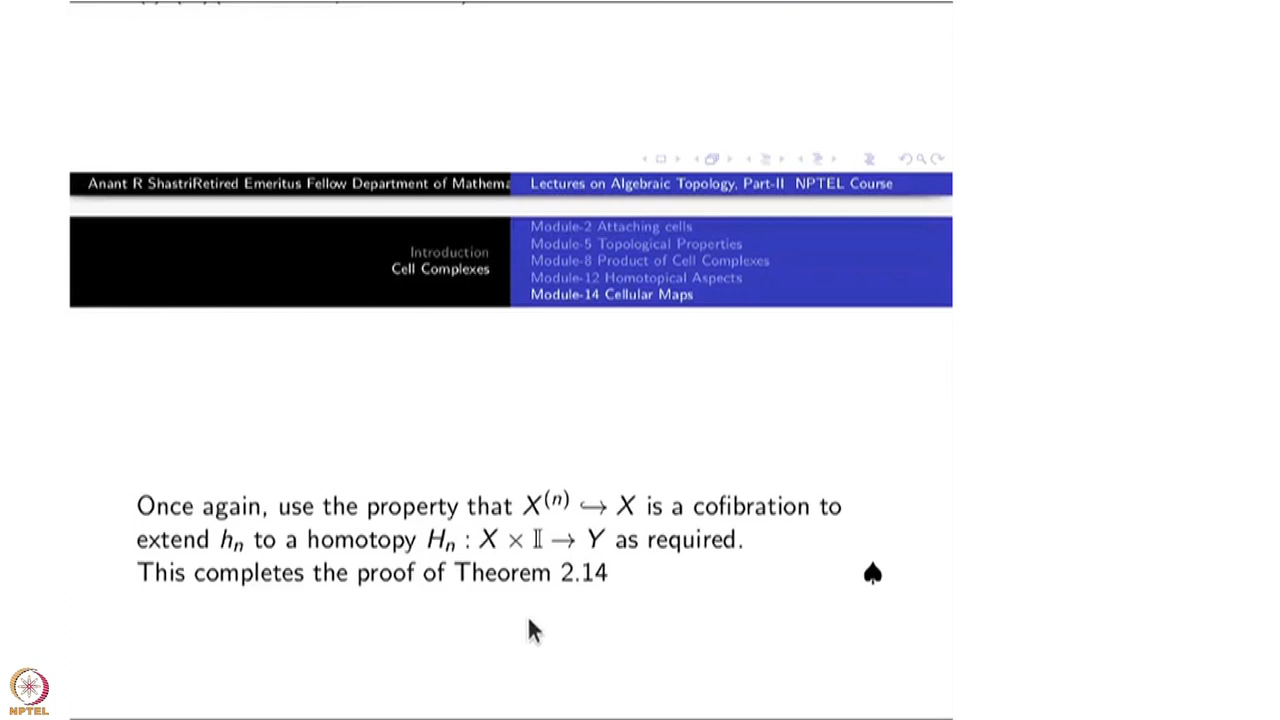 Anant R ShastriRetired Emeritus Fellow Department of Mathema
Lectures on Algebraic Topology, Part-II NPTEL Course
Introduction
Cell Complexes
Module-2 Attaching cells
Module-5 Topological Properties
Module-8 Product of Cell Complexes
Module-12 Homotopical Aspects
Module-14 Cellular Maps
Once again, use the property that X⁽ⁿ⁾ ↪ X is a cofibration to
extend hₙ to a homotopy Hₙ : X × 𝕀 → Y as required.
This completes the proof of Theorem 2.14 ♠
NPTEL